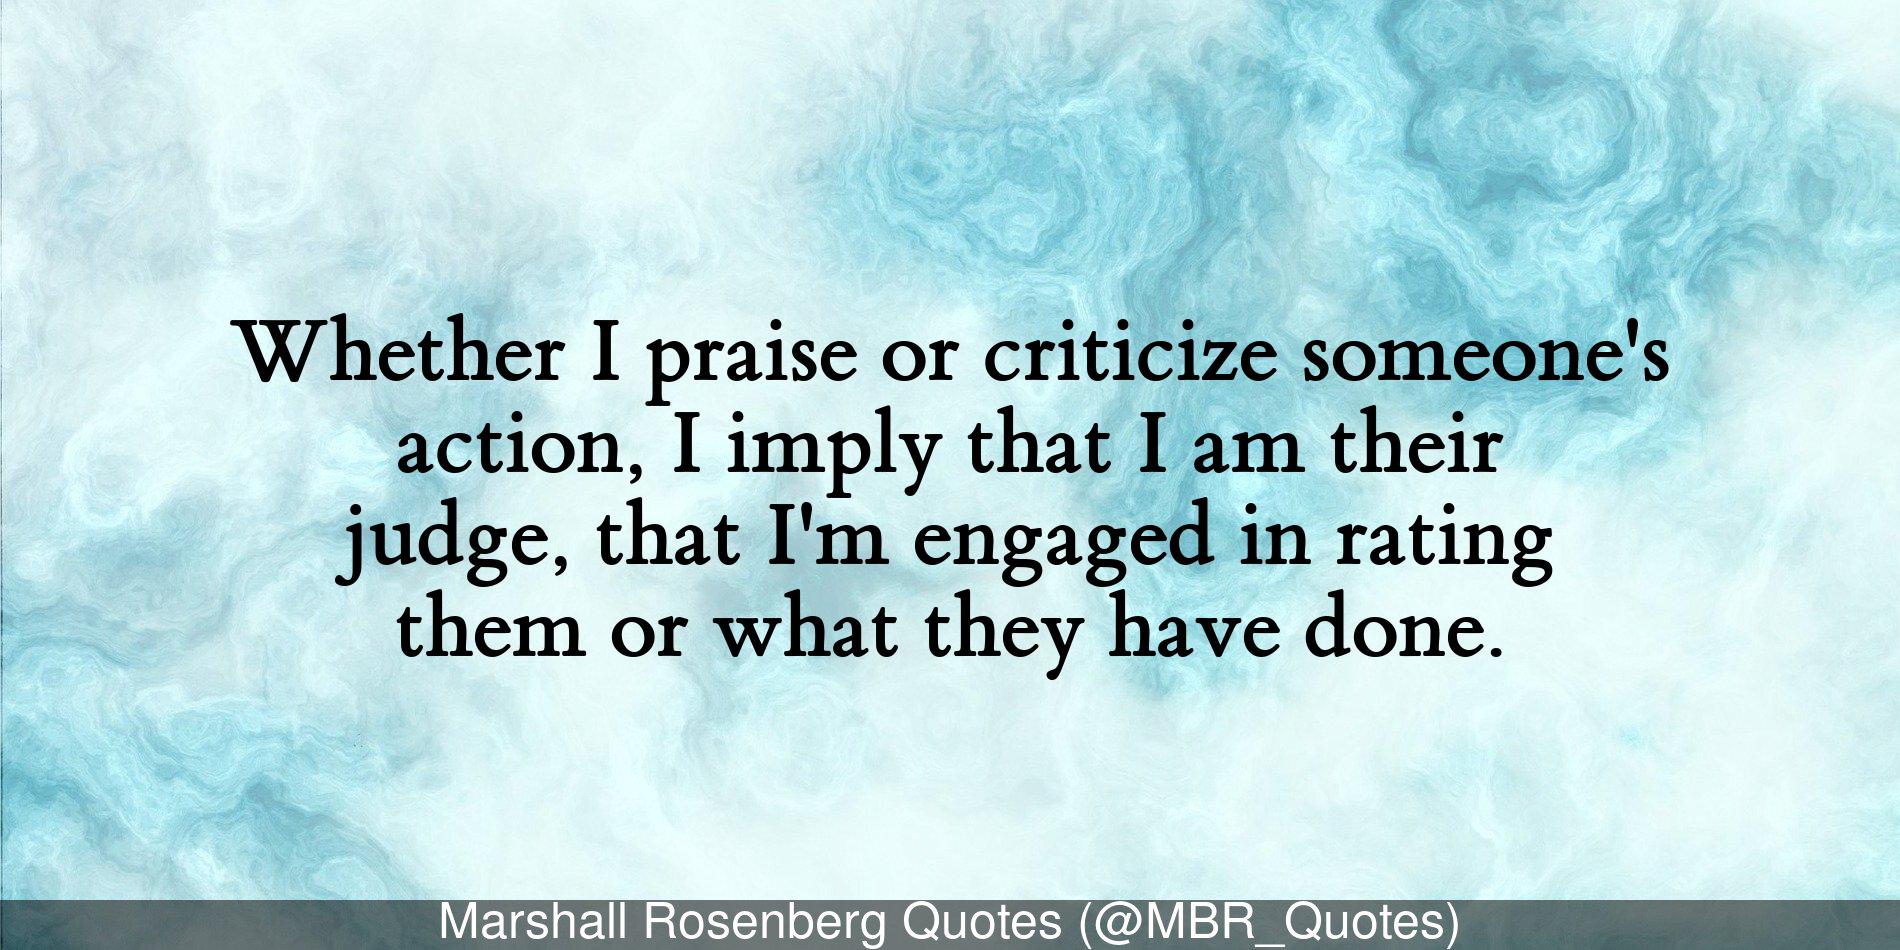 Whether I praise or criticize someone's
action, I imply that I am their
judge, that I'm engaged in rating
them or what they have done.
Marshall Rosenberg Quotes (@MBR_Quotes)